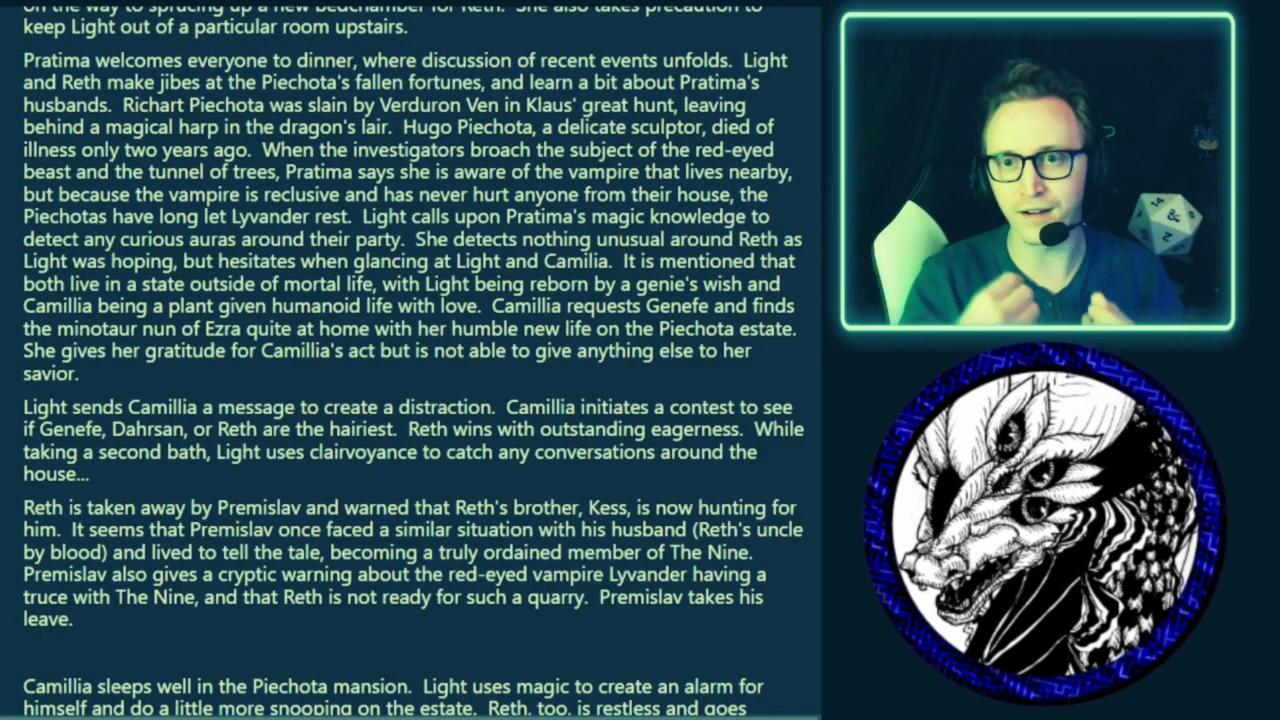 on the way to sprucing up a new bedchamber for Reth.  She also takes precaution to
keep Light out of a particular room upstairs.
Pratima welcomes everyone to dinner, where discussion of recent events unfolds.  Light
and Reth make jibes at the Piechota's fallen fortunes, and learn a bit about Pratima's
husbands.  Richart Piechota was slain by Verduron Ven in Klaus' great hunt, leaving
behind a magical harp in the dragon's lair.  Hugo Piechota, a delicate sculptor, died of
illness only two years ago.  When the investigators broach the subject of the red-eyed
beast and the tunnel of trees, Pratima says she is aware of the vampire that lives nearby,
but because the vampire is reclusive and has never hurt anyone from their house, the
Piechotas have long let Lyvander rest.  Light calls upon Pratima's magic knowledge to
detect any curious auras around their party.  She detects nothing unusual around Reth as
Light was hoping, but hesitates when glancing at Light and Camilia.  It is mentioned that
both live in a state outside of mortal life, with Light being reborn by a genie's wish and
Camillia being a plant given humanoid life with love.  Camillia requests Genefe and finds
the minotaur nun of Ezra quite at home with her humble new life on the Piechota estate.
She gives her gratitude for Camillia's act but is not able to give anything else to her
savior.
Light sends Camillia a message to create a distraction.  Camillia initiates a contest to see
if Genefe, Dahrsan, or Reth are the hairiest.  Reth wins with outstanding eagerness.  While
taking a second bath, Light uses clairvoyance to catch any conversations around the
house...
Reth is taken away by Premislav and warned that Reth's brother, Kess, is now hunting for
him.  It seems that Premislav once faced a similar situation with his husband (Reth's uncle
by blood) and lived to tell the tale, becoming a truly ordained member of The Nine.
Premislav also gives a cryptic warning about the red-eyed vampire Lyvander having a
truce with The Nine, and that Reth is not ready for such a quarry.  Premislav takes his
leave.
Camillia sleeps well in the Piechota mansion.  Light uses magic to create an alarm for
himself and do a little more snooping on the estate.  Reth, too, is restless and goes